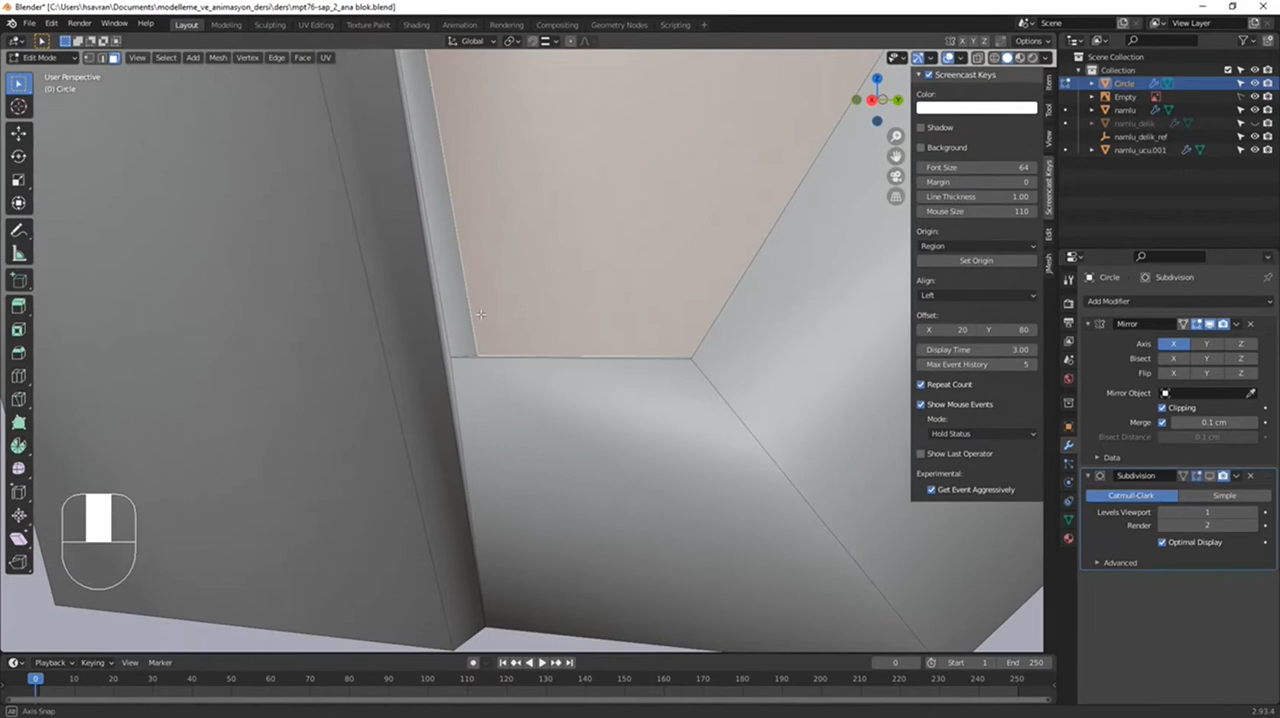 Blender* [C:\Users\hsavran\Documents\modelleme_ve_animasyon_ders\ders\mpt76-sap_2_ana blok.blend]
File Edit Render Window Help Layout Modeling Sculpting UV Editing Texture Paint Shading Animation Rendering Compositing Geometry Nodes Scripting Scene View Layer
Global Options
Edit Mode View Select Add Mesh Vertex Edge Face UV
User Perspective
(0) Circle
Z
X
Y
Screencast Keys
Color:
Shadow
Background
Font Size 64
Margin 0
Line Thickness 1.00
Mouse Size 110
Origin:
Region
Set Origin
Align:
Left
Offset:
X 20 Y 80
Display Time 3.00
Max Event History 5
Repeat Count
Show Mouse Events
Mode:
Hold Status
Show Last Operator
Experimental:
Get Event Aggressively
Item
Tool
View
Screencast Keys
Edit
JMesh
Scene Collection
Collection
Circle
Empty
namlu
namlu_delik
namlu_delik_ref
namlu_ucu.001
Circle Subdivision
Add Modifier
Mirror
Axis X Y Z
Bisect X Y Z
Flip X Y Z
Mirror Object
Clipping
Merge 0.1 cm
Bisect Distance 0.1 cm
Data
Subdivision
Catmull-Clark Simple
Levels Viewport 1
Render 2
Optimal Display
Advanced
Playback Keying View Marker 0 Start 1 End 250
0 10 20 30 40 50 60 70 80 90 100 110 120 130 140 150 160 170 180 190 200 210 220 230 240 250
Axis Snap 2.93.4